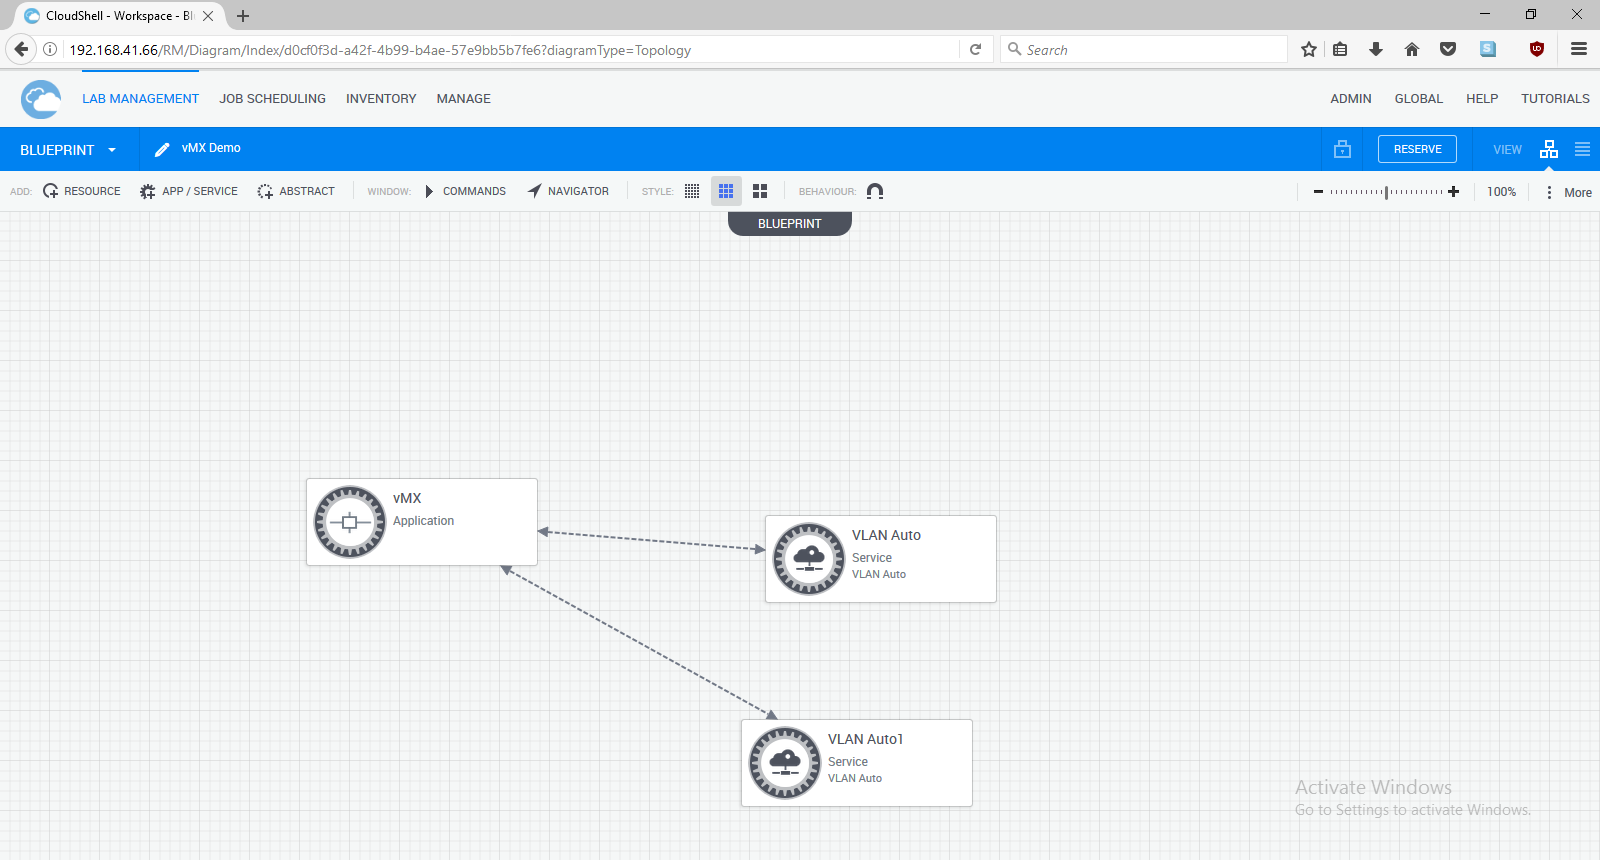 CloudShell - Workspace - Bl
192.168.41.66/RM/Diagram/Index/d0cf0f3d-a42f-4b99-b4ae-57e9bb5b7fe6?diagramType=Topology
Search
LAB MANAGEMENT JOB SCHEDULING INVENTORY MANAGE ADMIN GLOBAL HELP TUTORIALS
BLUEPRINT vMX Demo RESERVE VIEW
ADD: RESOURCE APP / SERVICE ABSTRACT WINDOW: COMMANDS NAVIGATOR STYLE: BEHAVIOUR: 100% More
BLUEPRINT
vMX
Application
VLAN Auto
Service
VLAN Auto
VLAN Auto1
Service
VLAN Auto
Activate Windows
Go to Settings to activate Windows.